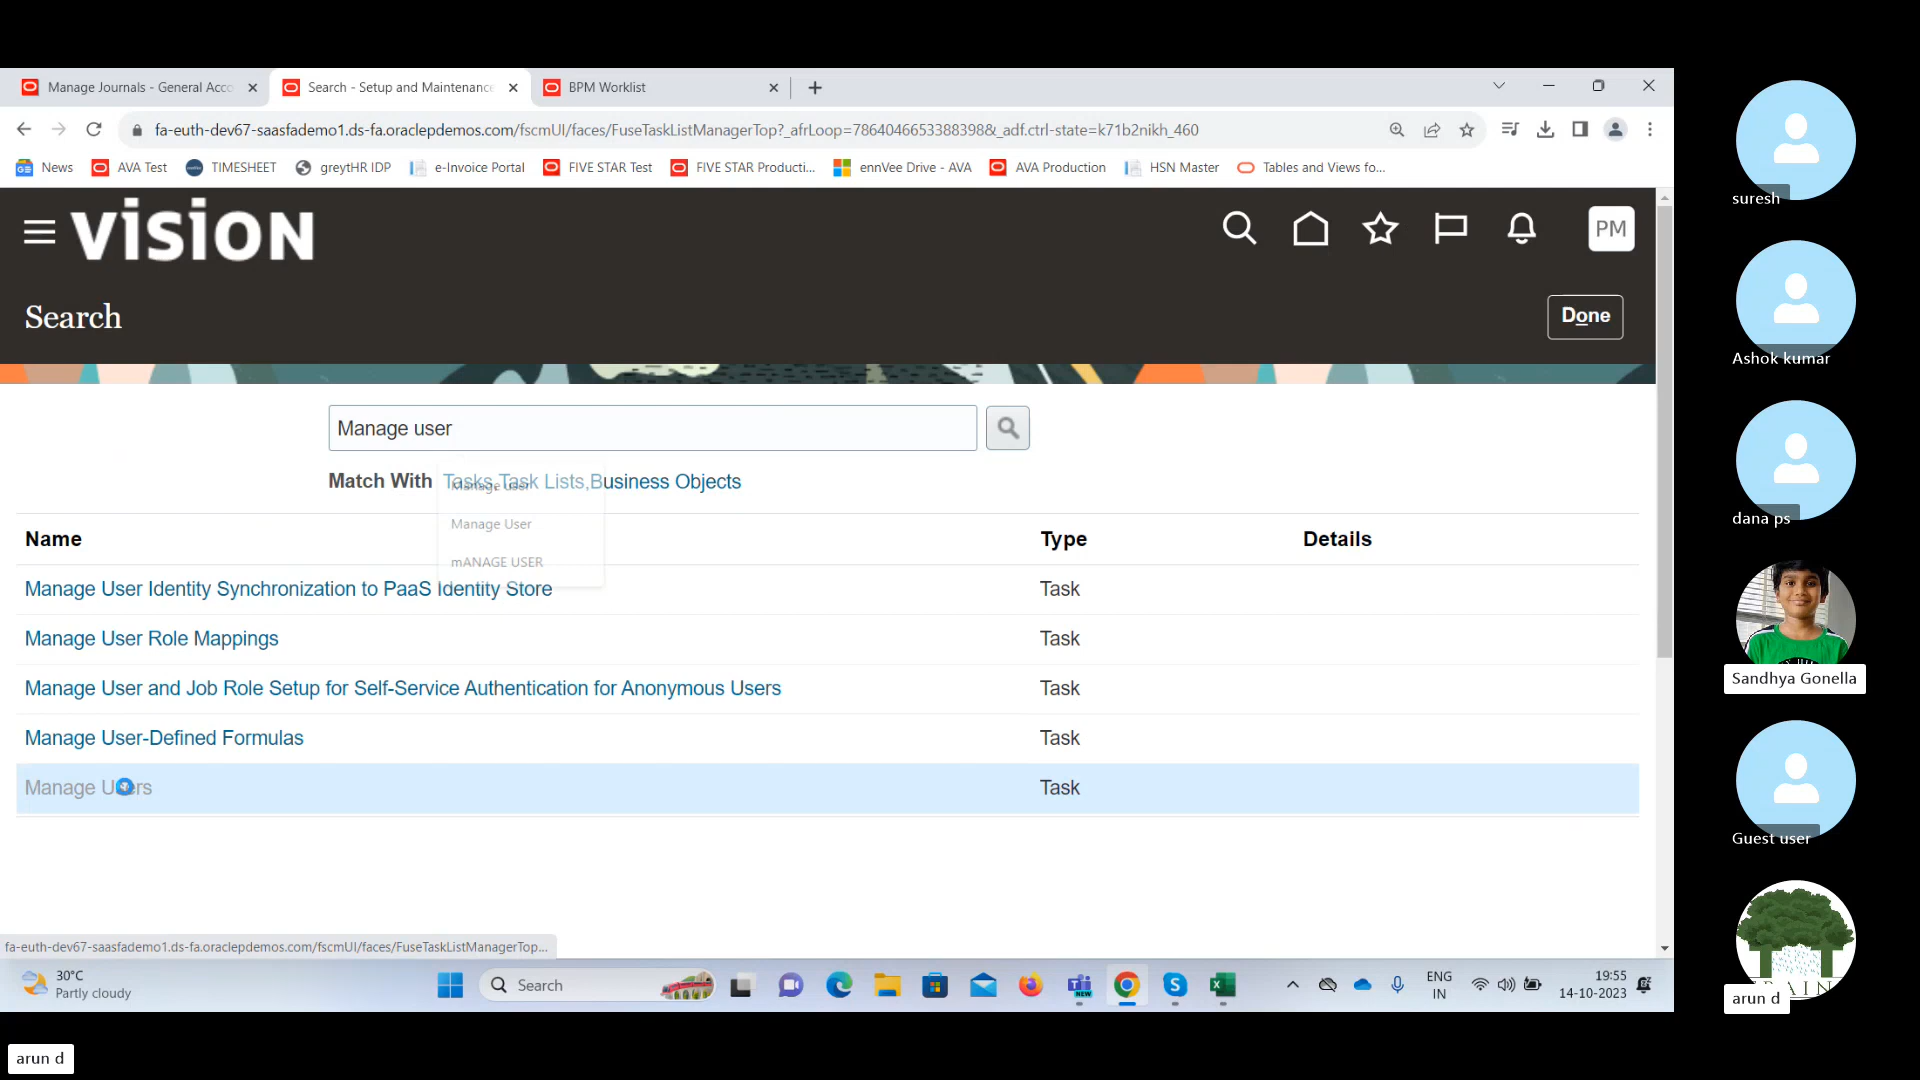 Manage Journals - General Acco
Search - Setup and Maintenance
BPM Worklist
fa-euth-dev67-saasfademo1.ds-fa.oraclepdemos.com/fscmUI/faces/FuseTaskListManagerTop?_afrLoop=7864046653388398&_adf.ctrl-state=k71b2nikh_460
News
AVA Test
TIMESHEET
greytHR IDP
e-Invoice Portal
FIVE STAR Test
FIVE STAR Producti...
ennVee Drive - AVA
AVA Production
HSN Master
Tables and Views fo...
vision
PM
Search
Done
Manage user
Match With Tasks,Task Lists,Business Objects
Manage user
Manage User
mANAGE USER
Name Type Details
Manage User Identity Synchronization to PaaS Identity Store Task
Manage User Role Mappings Task
Manage User and Job Role Setup for Self-Service Authentication for Anonymous Users Task
Manage User-Defined Formulas Task
Manage Users Task
fa-euth-dev67-saasfademo1.ds-fa.oraclepdemos.com/fscmUI/faces/FuseTaskListManagerTop...
30°C
Partly cloudy
Search
ENG
IN
19:55
14-10-2023
suresh
Ashok kumar
dana ps
Sandhya Gonella
Guest user
arun d
arun d